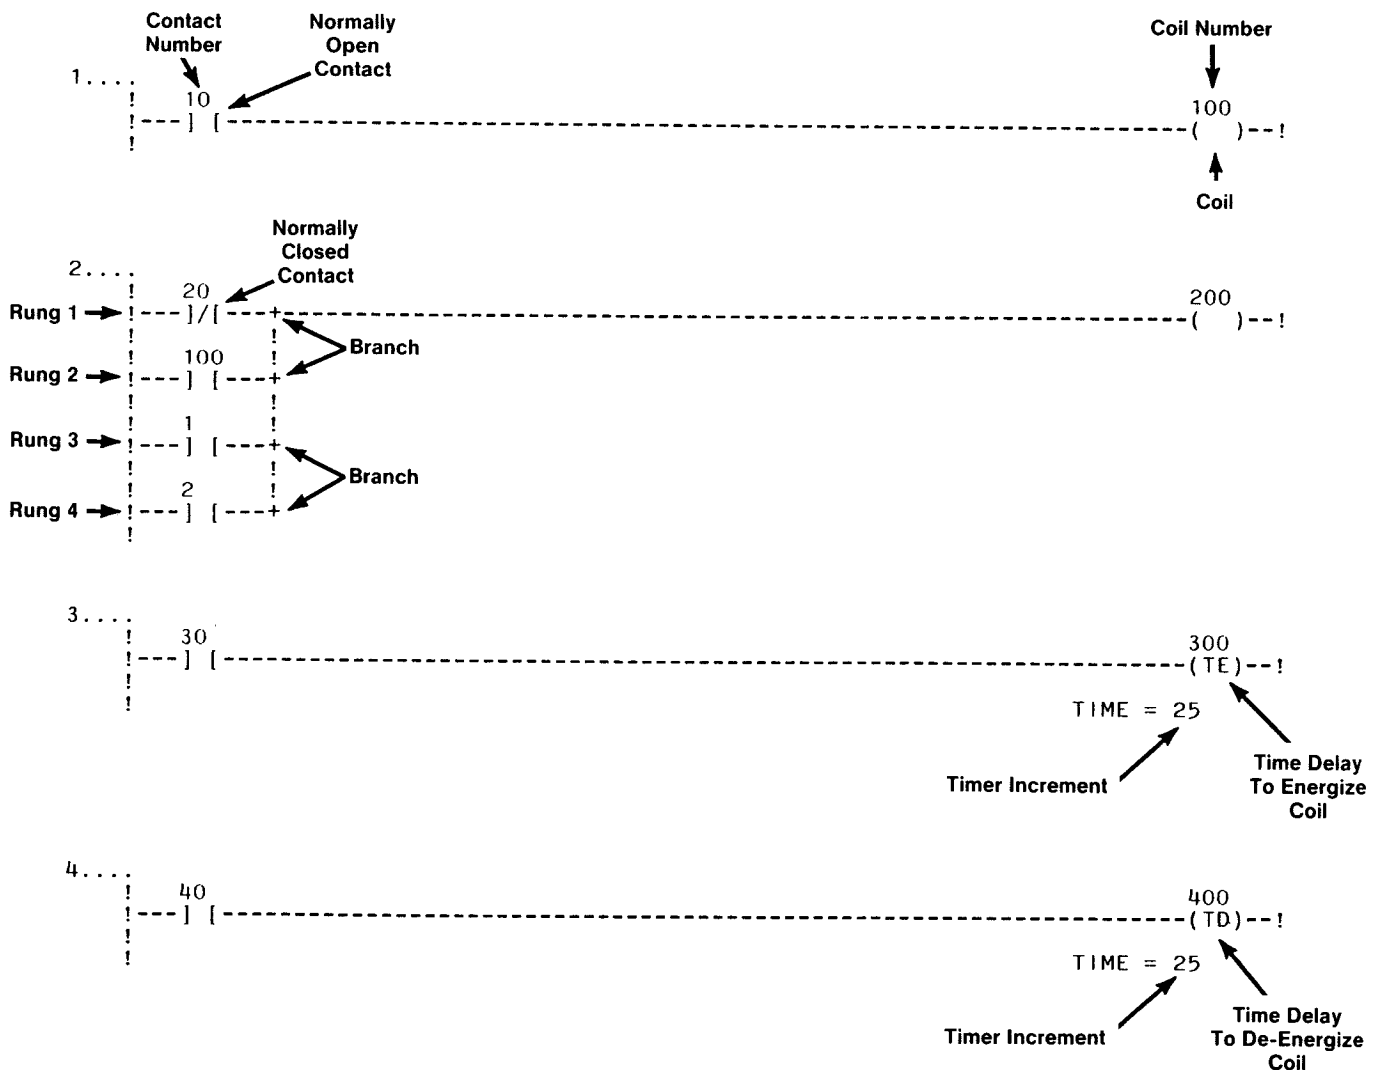 Contact Number
Normally Open Contact
Coil Number
1....
10
100
!---] [---( )--!
Coil
Normally Closed Contact
2....
20
200
Rung 1
!---]/[---+---( )--!
Branch
100
Rung 2
!---] [---+
1
Rung 3
!---] [---+
Branch
2
Rung 4
!---] [---+
3....
30
300
!---] [---(TE)--!
TIME = 25
Timer Increment
Time Delay To Energize Coil
4....
40
400
!---] [---(TD)--!
TIME = 25
Timer Increment
Time Delay To De-Energize Coil